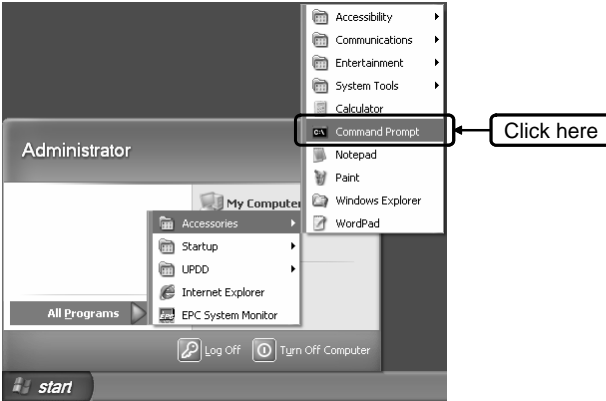 Accessibility
Communications
Entertainment
System Tools
Calculator
Command Prompt
Click here
Notepad
Paint
Windows Explorer
WordPad
Administrator
My Computer
Accessories
Startup
UPDD
Internet Explorer
EPC System Monitor
All Programs
Log Off
Turn Off Computer
start